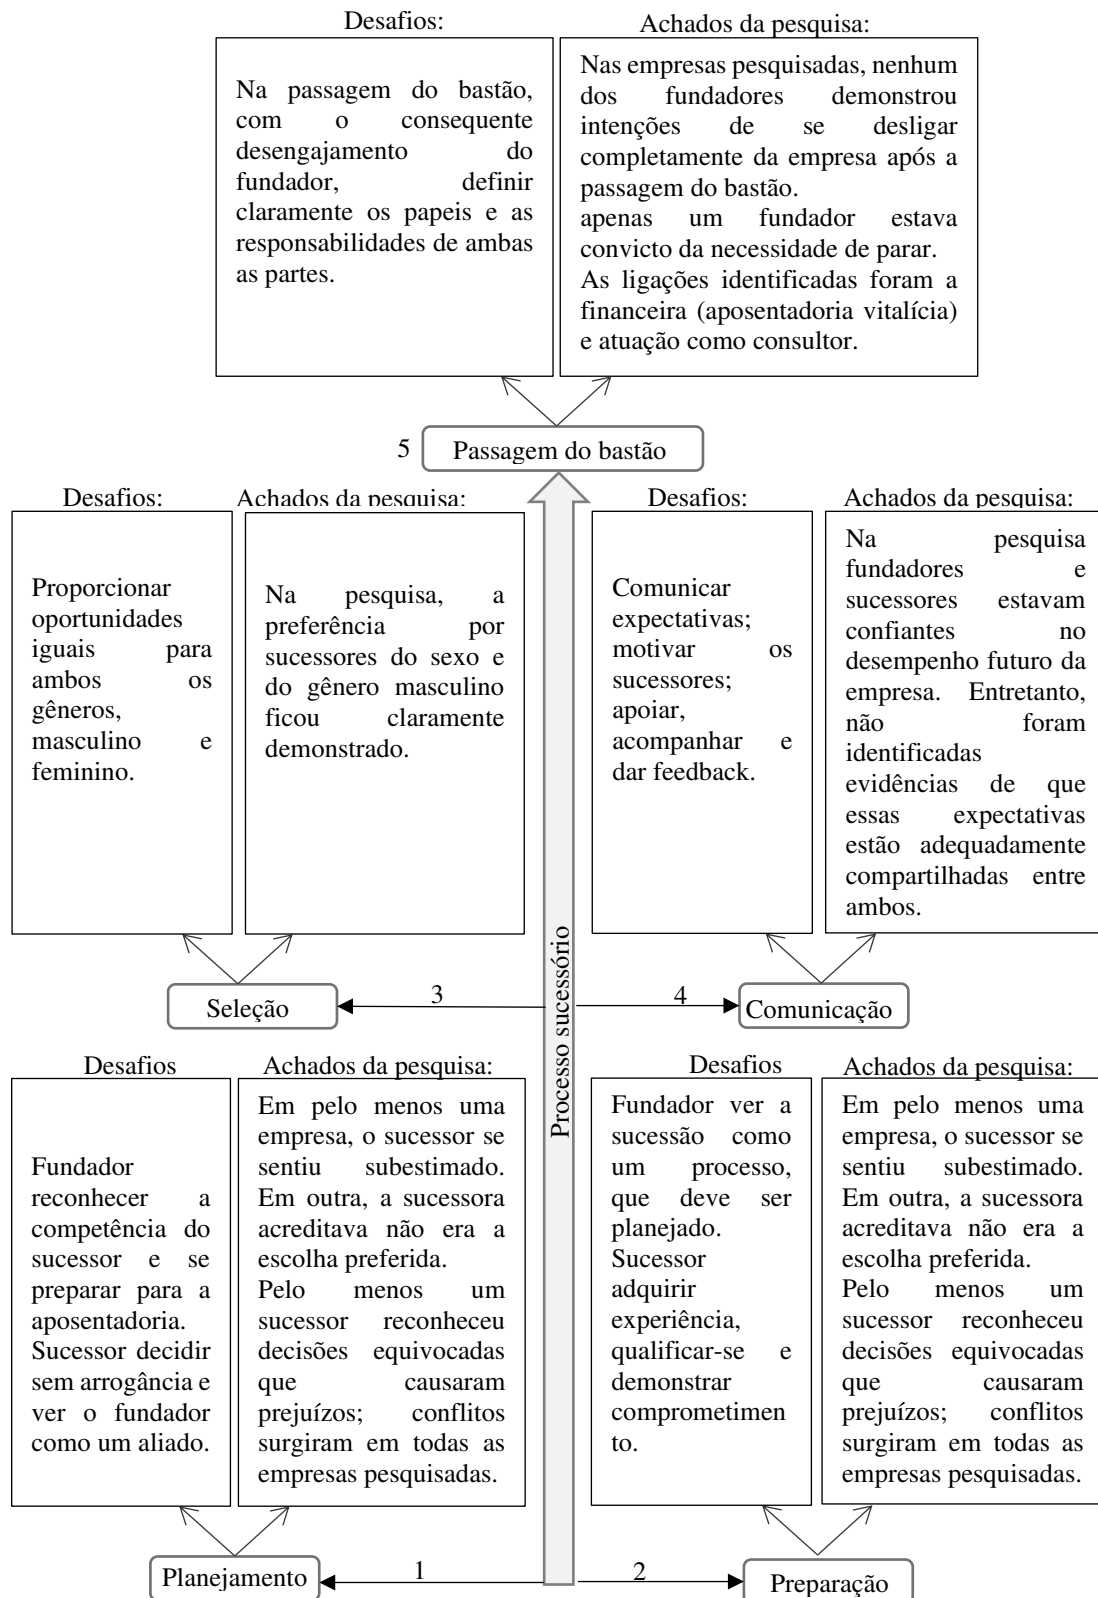 Desafios:
Achados da pesquisa:
Na passagem do bastão,
com o consequente
desengajamento do
fundador, definir
claramente os papeis e as
responsabilidades de ambas
as partes.
Nas empresas pesquisadas, nenhum
dos fundadores demonstrou
intenções de se desligar
completamente da empresa após a
passagem do bastão.
apenas um fundador estava
convicto da necessidade de parar.
As ligações identificadas foram a
financeira (aposentadoria vitalícia)
e atuação como consultor.
5
Passagem do bastão
Desafios:
Achados da pesquisa:
Proporcionar
oportunidades
iguais para
ambos os
gêneros,
masculino e
feminino.
Na pesquisa, a
preferência por
sucessores do sexo e
do gênero masculino
ficou claramente
demonstrado.
Desafios:
Achados da pesquisa:
Comunicar
expectativas;
motivar os
sucessores;
apoiar,
acompanhar e
dar feedback.
Na pesquisa
fundadores e
sucessores estavam
confiantes no
desempenho futuro da
empresa. Entretanto,
não foram
identificadas
evidências de que
essas expectativas
estão adequadamente
compartilhadas entre
ambos.
Processo sucessório
3
Seleção
4
Comunicação
Desafios
Achados da pesquisa:
Fundador
reconhecer a
competência do
sucessor e se
preparar para a
aposentadoria.
Sucessor decidir
sem arrogância e
ver o fundador
como um aliado.
Em pelo menos uma
empresa, o sucessor se
sentiu subestimado.
Em outra, a sucessora
acreditava não era a
escolha preferida.
Pelo menos um
sucessor reconheceu
decisões equivocadas
que causaram
prejuízos; conflitos
surgiram em todas as
empresas pesquisadas.
Desafios
Achados da pesquisa:
Fundador ver a
sucessão como
um processo,
que deve ser
planejado.
Sucessor
adquirir
experiência,
qualificar-se e
demonstrar
comprometimen
to.
Em pelo menos uma
empresa, o sucessor se
sentiu subestimado.
Em outra, a sucessora
acreditava não era a
escolha preferida.
Pelo menos um
sucessor reconheceu
decisões equivocadas
que causaram
prejuízos; conflitos
surgiram em todas as
empresas pesquisadas.
1
Planejamento
2
Preparação